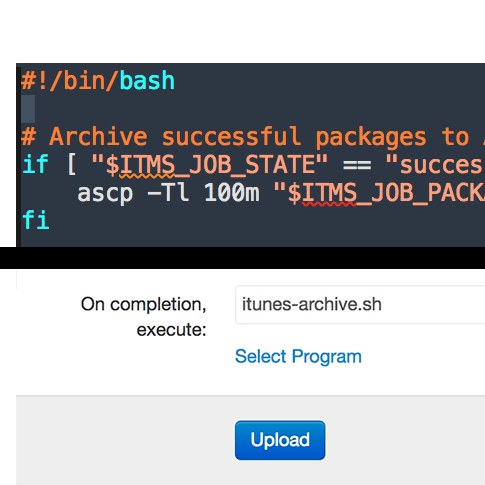 #!/bin/bash
# Archive successful packages to
if [ "$ITMS_JOB_STATE" == "succes
ascp -Tl 100m "$ITMS_JOB_PACK
fi
On completion,
execute:
itunes-archive.sh
Select Program
Upload